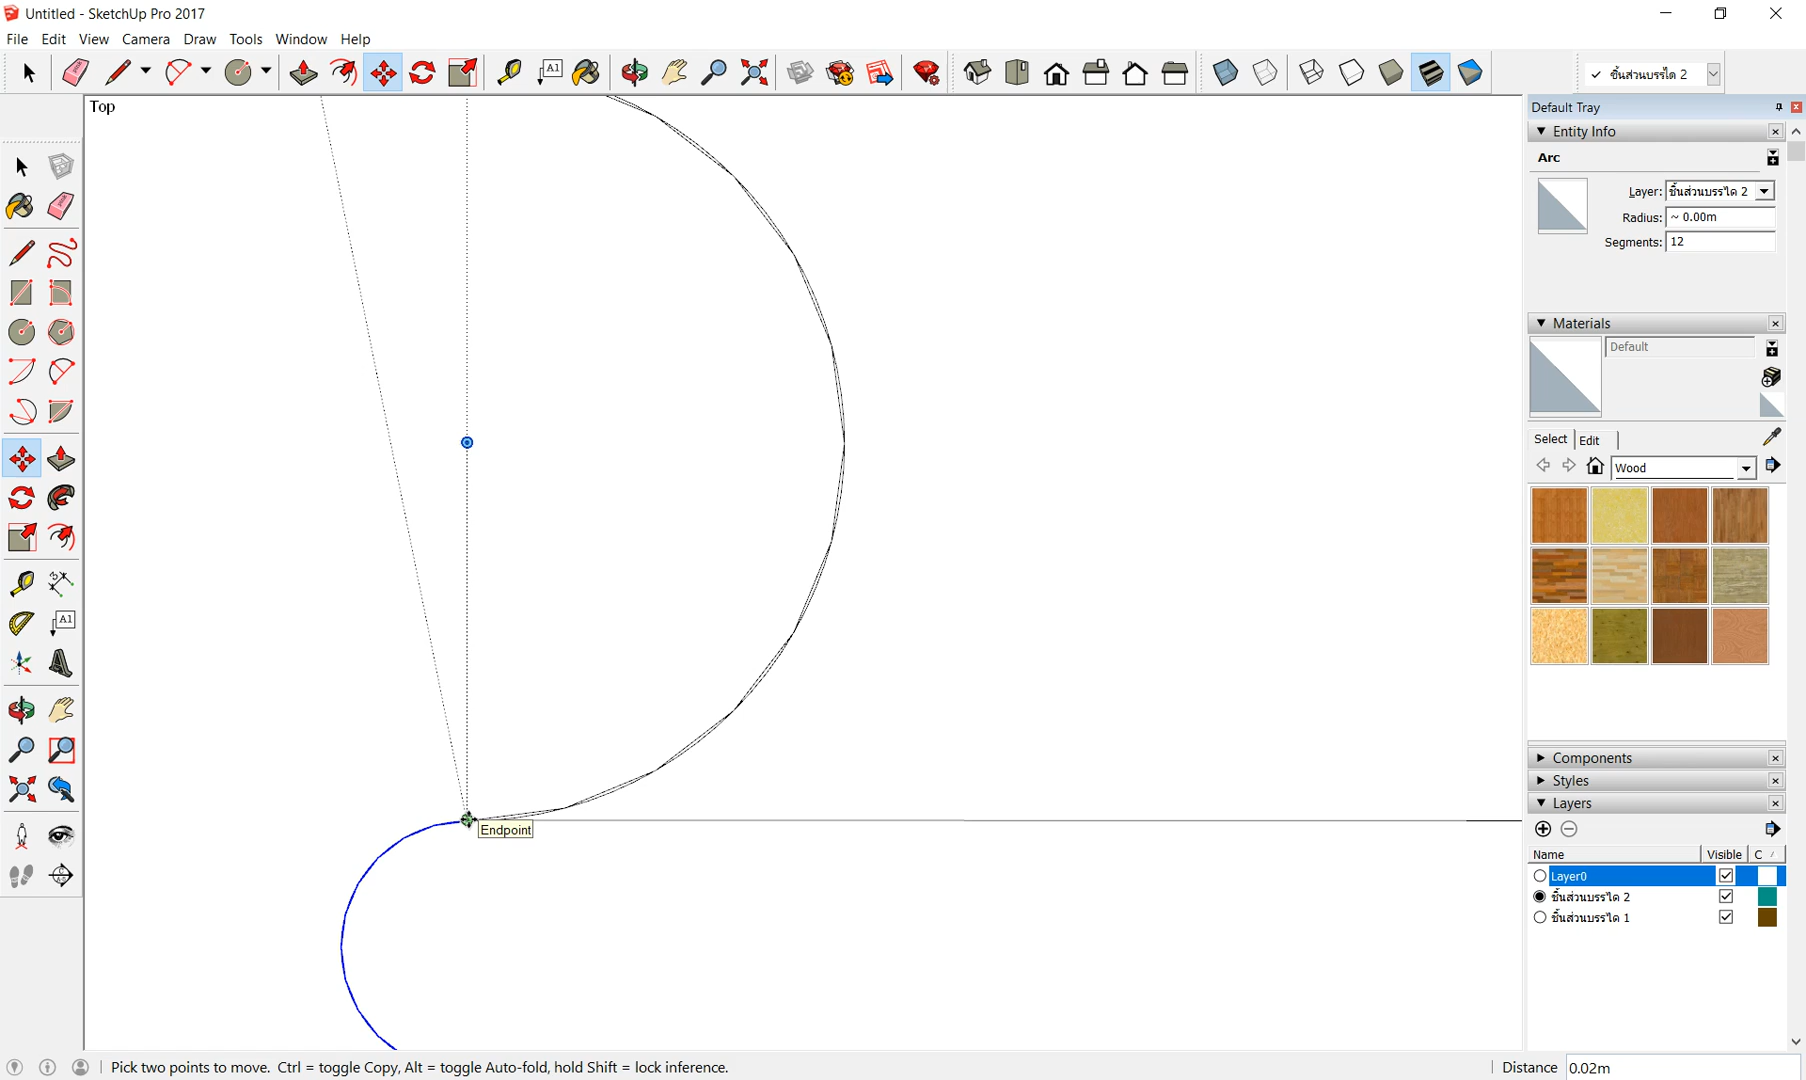 Untitled - SketchUp Pro 2017
File Edit View Camera Draw Tools Window Help
A1
✓ ชิ้นส่วนบรรได 2
Top
Default Tray
Entity Info
Arc
Layer: ชิ้นส่วนบรรได 2
Radius: ~ 0.00m
Segments: 12
Materials
Default
Select Edit
Wood
A1
Endpoint
Components
Styles
Layers
Name Visible C
Layer0
ชิ้นส่วนบรรได 2
ชิ้นส่วนบรรได 1
Pick two points to move. Ctrl = toggle Copy, Alt = toggle Auto-fold, hold Shift = lock inference.
Distance 0.02m